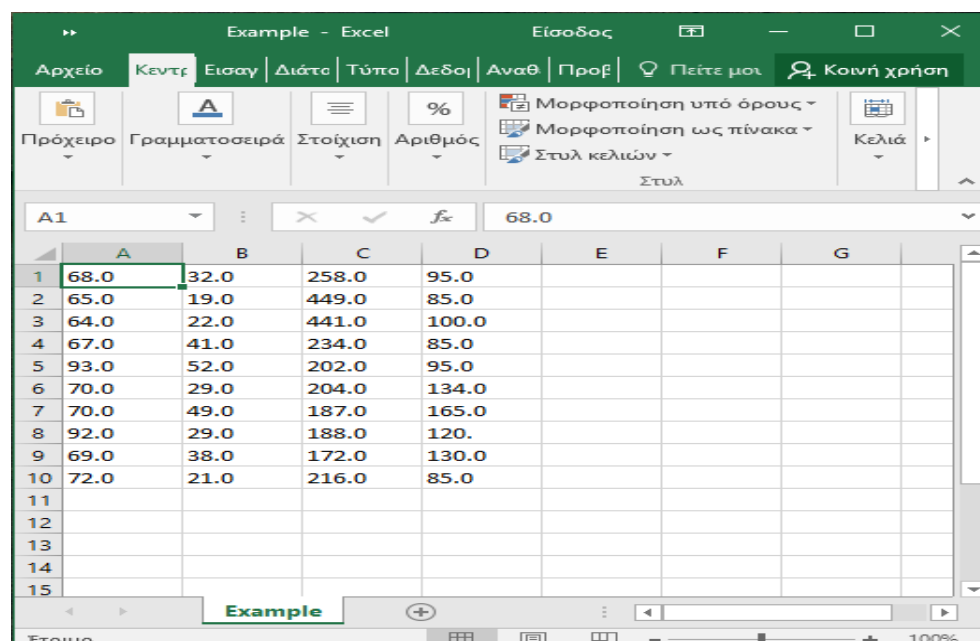 Example - Excel Είσοδος
Αρχείο Κεντρ Εισαγ Διάτα Τύπο Δεδο Αναθ Προβ Πείτε μοι Κοινή χρήση
Πρόχειρο Γραμματοσειρά Στοίχιση Αριθμός Μορφοποίηση υπό όρους Κελιά
Μορφοποίηση ως πίνακα
Στυλ κελιών
Στυλ
A1 fx 68.0
A B C D E F G
1 68.0 32.0 258.0 95.0
2 65.0 19.0 449.0 85.0
3 64.0 22.0 441.0 100.0
4 67.0 41.0 234.0 85.0
5 93.0 52.0 202.0 95.0
6 70.0 29.0 204.0 134.0
7 70.0 49.0 187.0 165.0
8 92.0 29.0 188.0 120.
9 69.0 38.0 172.0 130.0
10 72.0 21.0 216.0 85.0
11
12
13
14
15
Example
Έτοιμο 100%